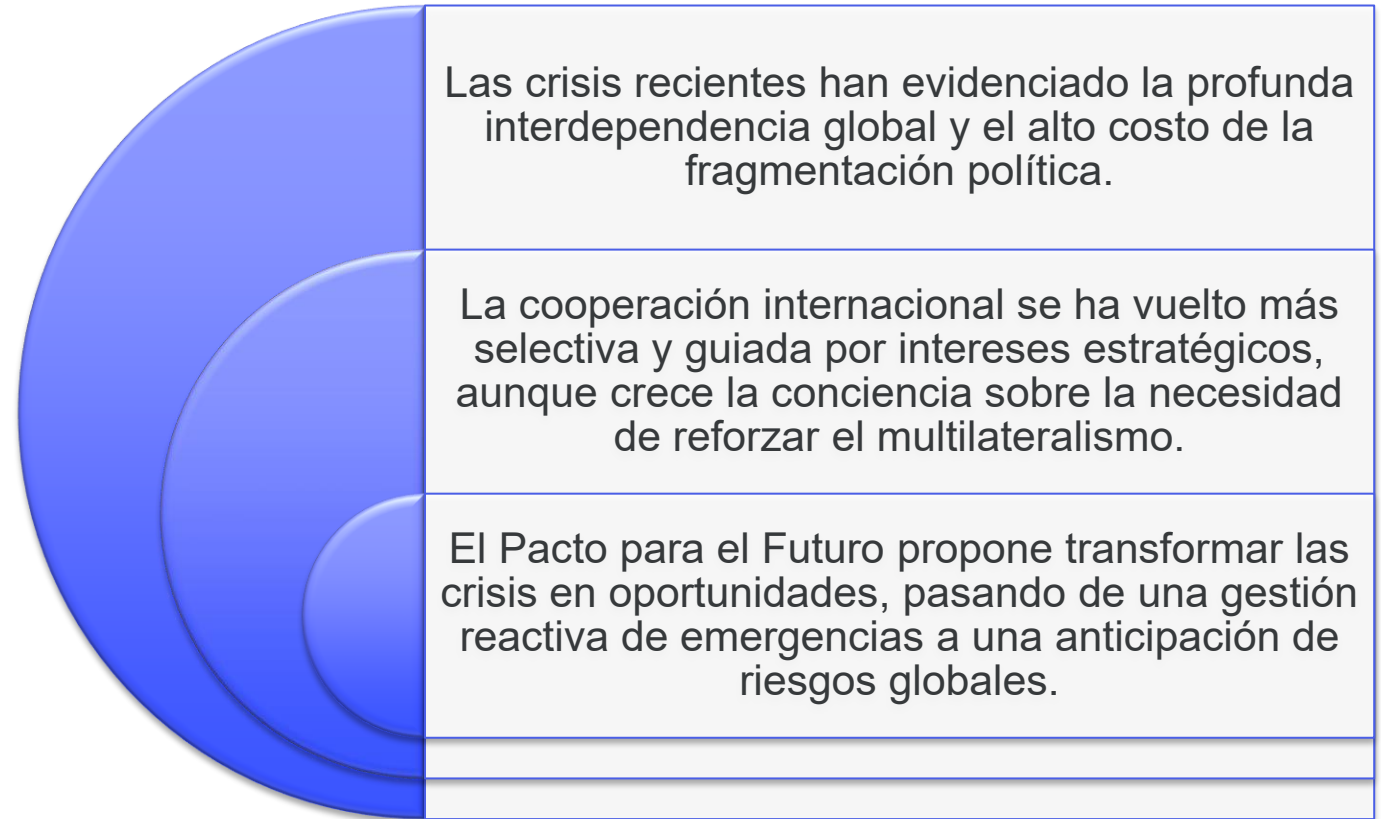 Las crisis recientes han evidenciado la profunda
interdependencia global y el alto costo de la
fragmentación política.
La cooperación internacional se ha vuelto más
selectiva y guiada por intereses estratégicos,
aunque crece la conciencia sobre la necesidad
de reforzar el multilateralismo.
El Pacto para el Futuro propone transformar las
crisis en oportunidades, pasando de una gestión
reactiva de emergencias a una anticipación de
riesgos globales.